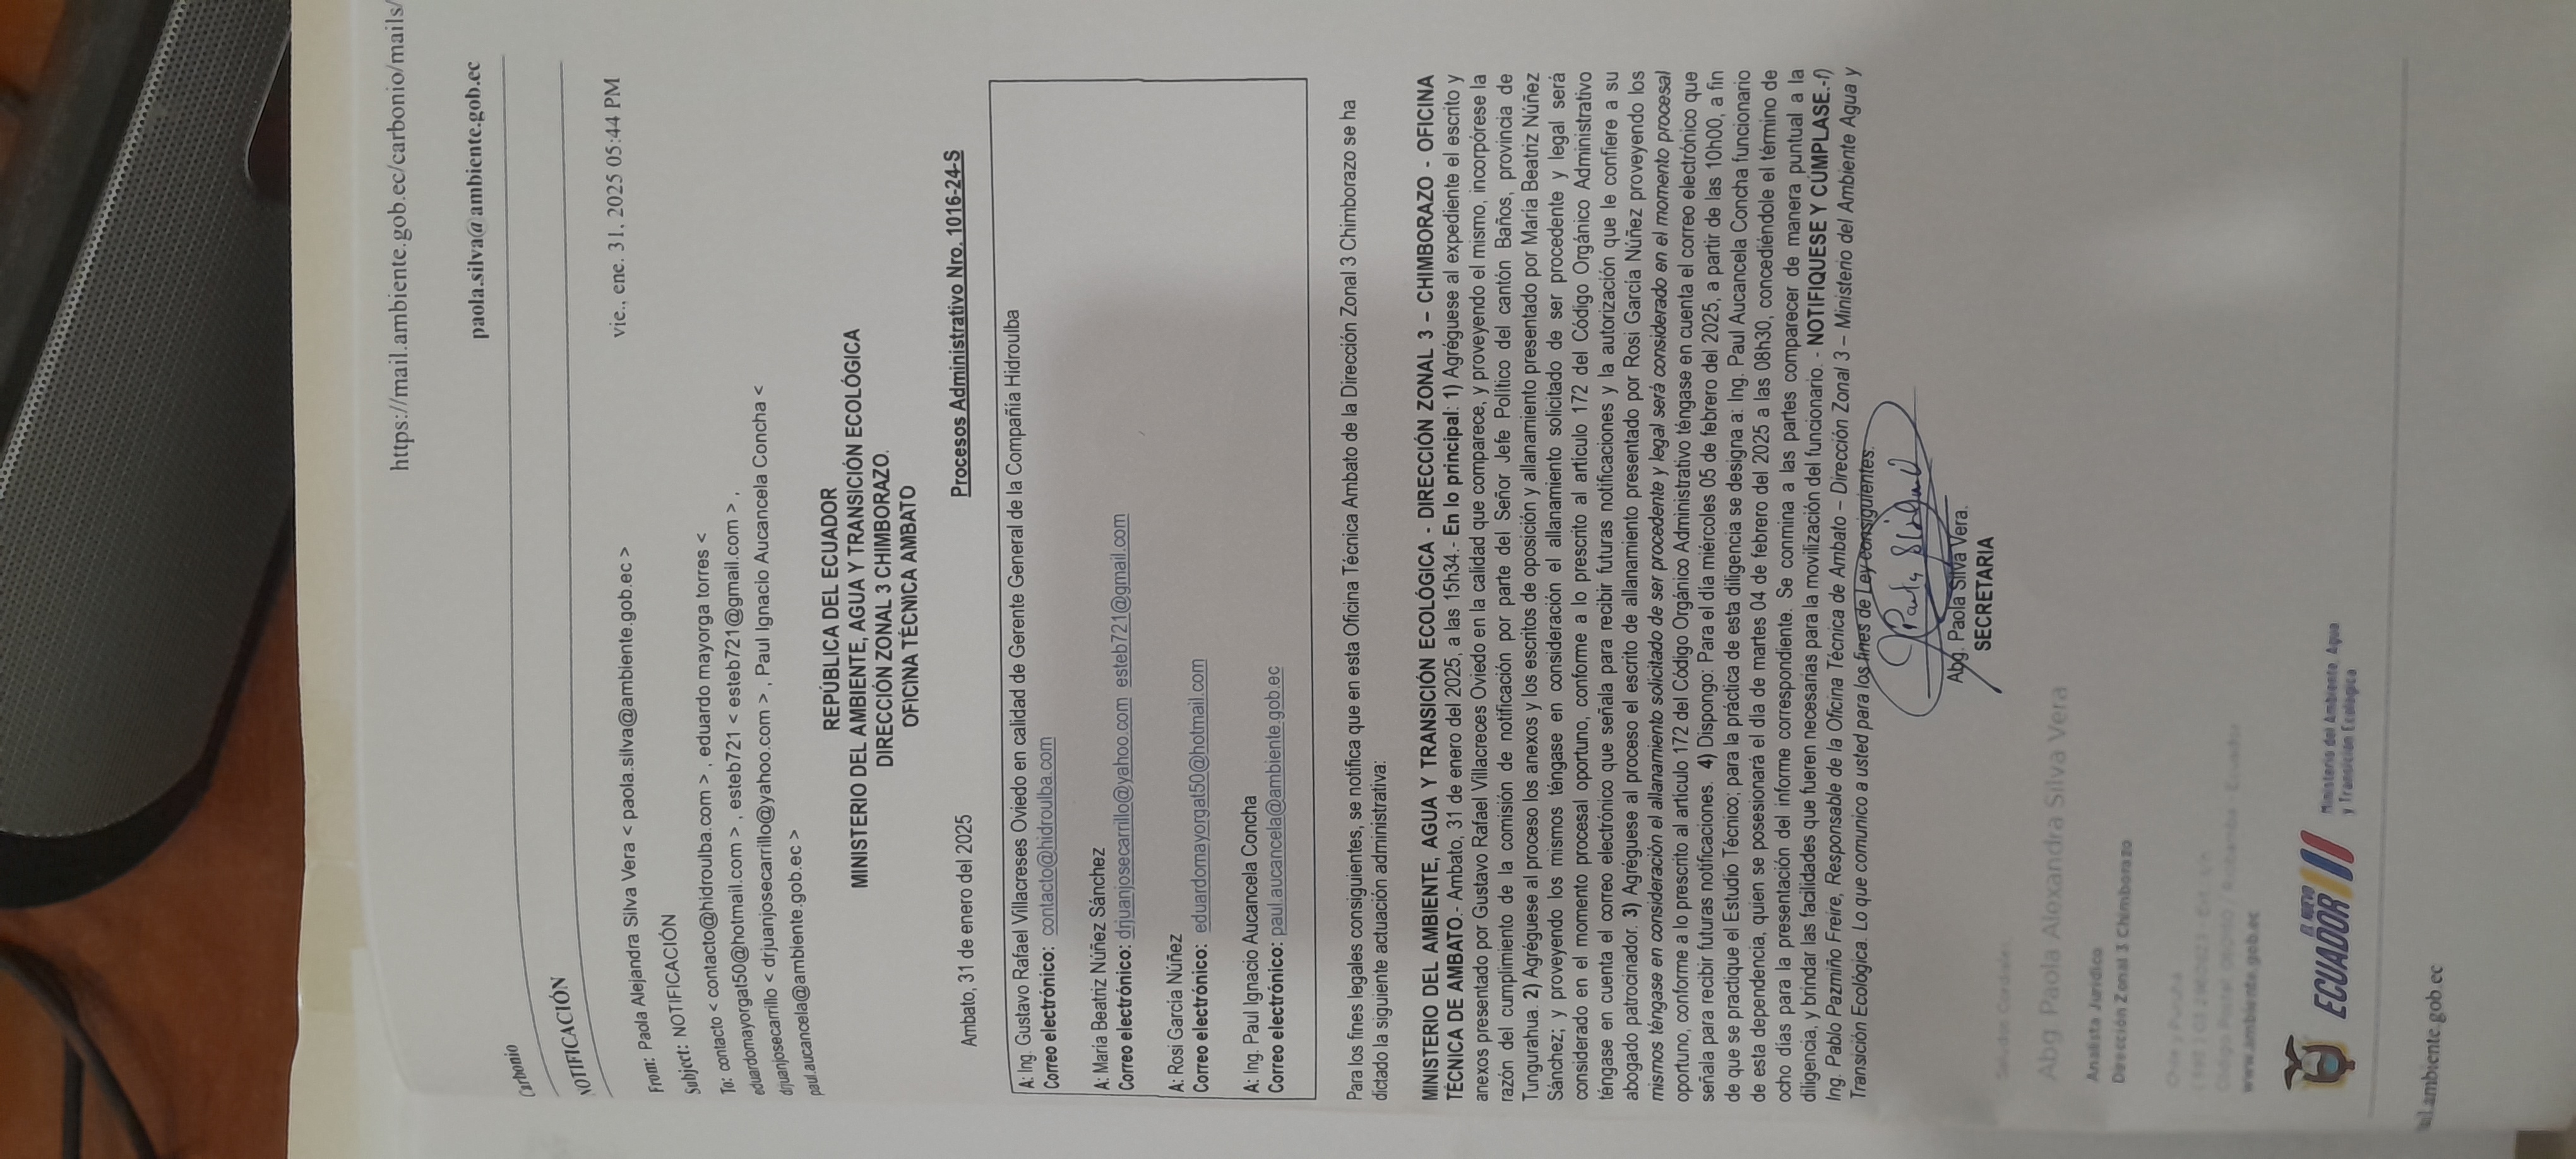 https://mail.ambiente.gob.ec/carbonio/mails/
paola.silva@ambiente.gob.ec
Carbonio
NOTIFICACIÓN
From: Paola Alejandra Silva Vera < paola.silva@ambiente.gob.ec >
vie., ene. 31, 2025 05:44 PM
Subject: NOTIFICACIÓN
To: contacto < contacto@hidroulba.com > , eduardo mayorga torres <
eduardomayorgat50@hotmail.com > , esteb721 < esteb721@gmail.com > ,
drjuanjosecarrillo < drjuanjosecarrillo@yahoo.com > , Paul Ignacio Aucancela Concha <
paul.aucancela@ambiente.gob.ec >
REPÚBLICA DEL ECUADOR
MINISTERIO DEL AMBIENTE, AGUA Y TRANSICIÓN ECOLÓGICA
DIRECCIÓN ZONAL 3 CHIMBORAZO.
OFICINA TÉCNICA AMBATO
Ambato, 31 de enero del 2025
Procesos Administrativo Nro. 1016-24-S
A: Ing. Gustavo Rafael Villacreses Oviedo en calidad de Gerente General de la Compañía Hidroulba
Correo electrónico: contacto@hidroulba.com
A: María Beatriz Núñez Sánchez
Correo electrónico: drjuanjosecarrillo@yahoo.com esteb721@gmail.com
A: Rosi García Núñez
Correo electrónico: eduardomayorgat50@hotmail.com
A: Ing. Paul Ignacio Aucancela Concha
Correo electrónico: paul.aucancela@ambiente.gob.ec
Para los fines legales consiguientes, se notifica que en esta Oficina Técnica Ambato de la Dirección Zonal 3 Chimborazo se ha
dictado la siguiente actuación administrativa:
MINISTERIO DEL AMBIENTE, AGUA Y TRANSICIÓN ECOLÓGICA - DIRECCIÓN ZONAL 3 – CHIMBORAZO - OFICINA
TÉCNICA DE AMBATO.- Ambato, 31 de enero del 2025, a las 15h34.- En lo principal: 1) Agréguese al expediente el escrito y
anexos presentado por Gustavo Rafael Villacreces Oviedo en la calidad que comparece, y proveyendo el mismo, incorpórese la
razón del cumplimiento de la comisión de notificación por parte del Señor Jefe Político del cantón Baños, provincia de
Tungurahua. 2) Agréguese al proceso los anexos y los escritos de oposición y allanamiento presentado por María Beatriz Núñez
Sánchez; y proveyendo los mismos téngase en consideración el allanamiento solicitado de ser procedente y legal será
considerado en el momento procesal oportuno, conforme a lo prescrito al artículo 172 del Código Orgánico Administrativo
téngase en cuenta el correo electrónico que señala para recibir futuras notificaciones y la autorización que le confiere a su
abogado patrocinador. 3) Agréguese al proceso el escrito de allanamiento presentado por Rosi García Núñez proveyendo los
mismos téngase en consideración el allanamiento solicitado de ser procedente y legal será considerado en el momento procesal
oportuno, conforme a lo prescrito al artículo 172 del Código Orgánico Administrativo téngase en cuenta el correo electrónico que
señala para recibir futuras notificaciones. 4) Dispongo: Para el día miércoles 05 de febrero del 2025, a partir de las 10h00, a fin
de que se practique el Estudio Técnico; para la práctica de esta diligencia se designa a: Ing. Paul Aucancela Concha funcionario
de esta dependencia, quien se posesionará el día de martes 04 de febrero del 2025 a las 08h30, concediéndole el término de
ocho días para la presentación del informe correspondiente. Se conmina a las partes comparecer de manera puntual a la
diligencia, y brindar las facilidades que fueren necesarias para la movilización del funcionario. - NOTIFIQUESE Y CÚMPLASE.-f)
Ing. Pablo Pazmiño Freire, Responsable de la Oficina Técnica de Ambato – Dirección Zonal 3 – Ministerio del Ambiente Agua y
Transición Ecológica. Lo que comunico a usted para los fines de Ley consiguientes.
Abg. Paola Silva Vera.
SECRETARIA
Saludos Cordiales,
Abg. Paola Alexandra Silva Vera
Analista Jurídico
Dirección Zonal 3 Chimborazo
Chile y Puruhá
Riobamba - Ecuador
www.ambiente.gob.ec
EL NUEVO
ECUADOR
Ministerio del Ambiente, Agua
y Transición Ecológica
ambiente.gob.ec